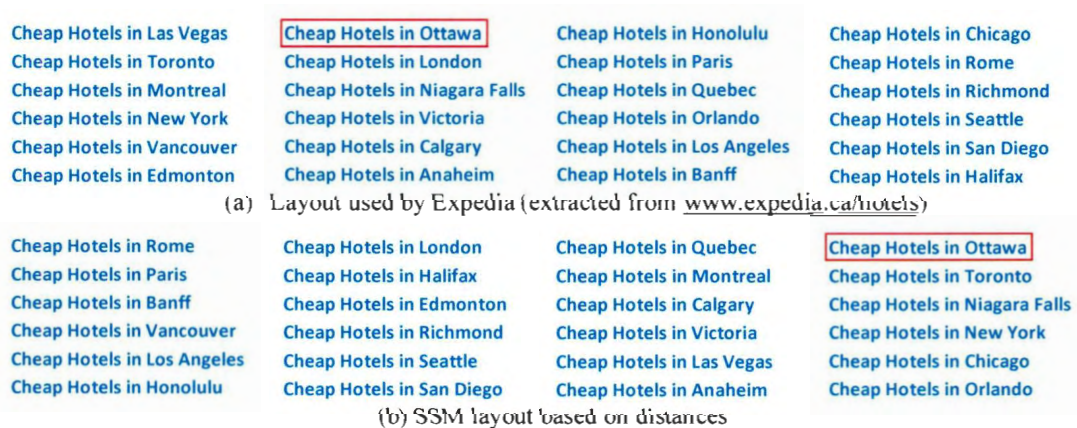 Cheap Hotels in Las Vegas Cheap Hotels in Ottawa Cheap Hotels in Honolulu Cheap Hotels in Chicago
Cheap Hotels in Toronto Cheap Hotels in London Cheap Hotels in Paris Cheap Hotels in Rome
Cheap Hotels in Montreal Cheap Hotels in Niagara Falls Cheap Hotels in Quebec Cheap Hotels in Richmond
Cheap Hotels in New York Cheap Hotels in Victoria Cheap Hotels in Orlando Cheap Hotels in Seattle
Cheap Hotels in Vancouver Cheap Hotels in Calgary Cheap Hotels in Los Angeles Cheap Hotels in San Diego
Cheap Hotels in Edmonton Cheap Hotels in Anaheim Cheap Hotels in Banff Cheap Hotels in Halifax
(a) Layout used by Expedia (extracted from www.expedia.ca/hotels)
Cheap Hotels in Rome Cheap Hotels in London Cheap Hotels in Quebec Cheap Hotels in Ottawa
Cheap Hotels in Paris Cheap Hotels in Halifax Cheap Hotels in Montreal Cheap Hotels in Toronto
Cheap Hotels in Banff Cheap Hotels in Edmonton Cheap Hotels in Calgary Cheap Hotels in Niagara Falls
Cheap Hotels in Vancouver Cheap Hotels in Richmond Cheap Hotels in Victoria Cheap Hotels in New York
Cheap Hotels in Los Angeles Cheap Hotels in Seattle Cheap Hotels in Las Vegas Cheap Hotels in Chicago
Cheap Hotels in Honolulu Cheap Hotels in San Diego Cheap Hotels in Anaheim Cheap Hotels in Orlando
(b) SSM layout based on distances